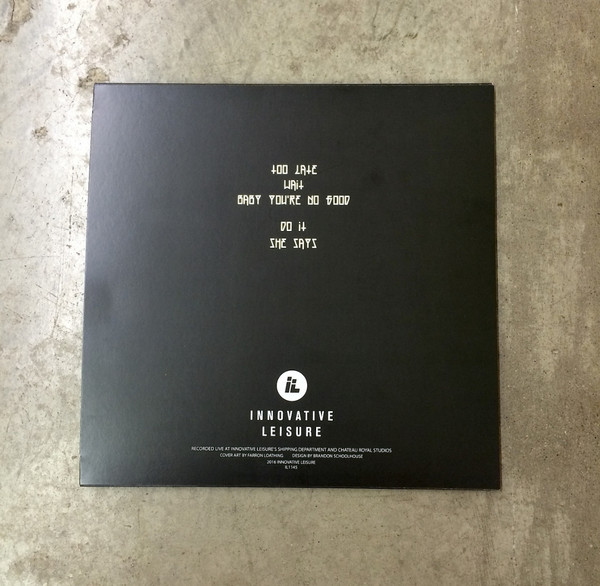 TOO LATE
WAIT
BABY YOU'RE NO GOOD
DO IT
SHE SAYS
iL
INNOVATIVE
LEISURE
RECORDED LIVE AT INNOVATIVE LEISURE'S SHIPPING DEPARTMENT AND CHATEAU ROYAL STUDIOS
COVER ART BY FARRON LOATHING DESIGN BY BRANDON SCHOOLHOUSE
2016 INNOVATIVE LEISURE
IL1143